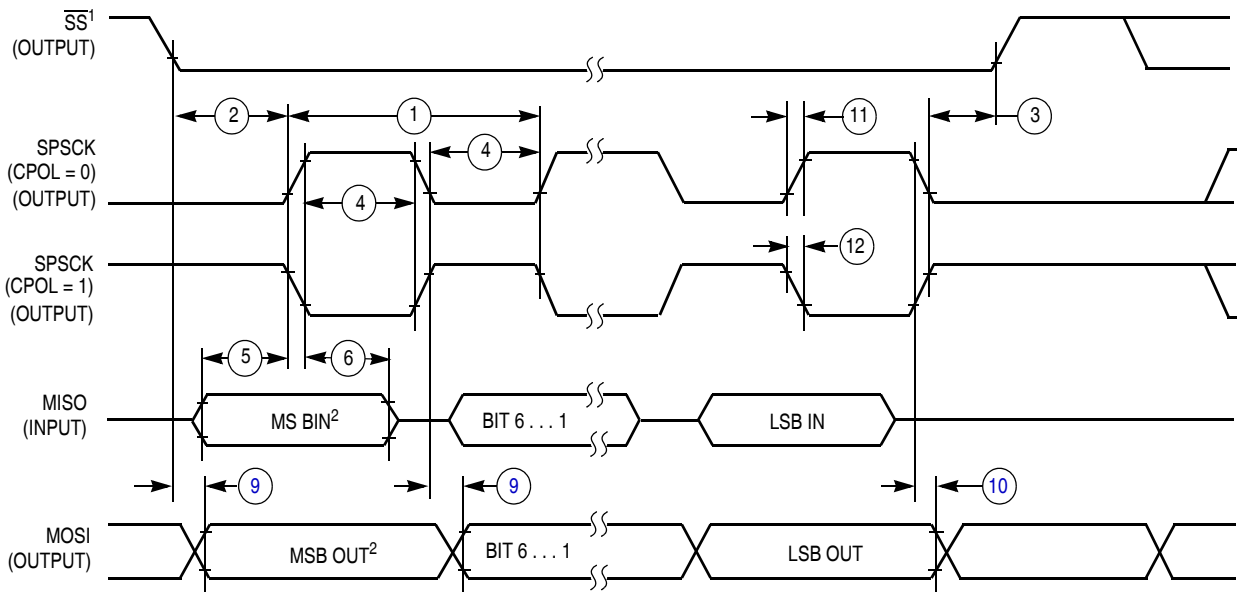 SS1
(OUTPUT)
2
1
11
3
SPSCK
(CPOL = 0)
(OUTPUT)
4
4
SPSCK
(CPOL = 1)
(OUTPUT)
12
5
6
MISO
(INPUT)
MS BIN2
BIT 6 . . . 1
LSB IN
9
9
10
MOSI
(OUTPUT)
MSB OUT2
BIT 6 . . . 1
LSB OUT